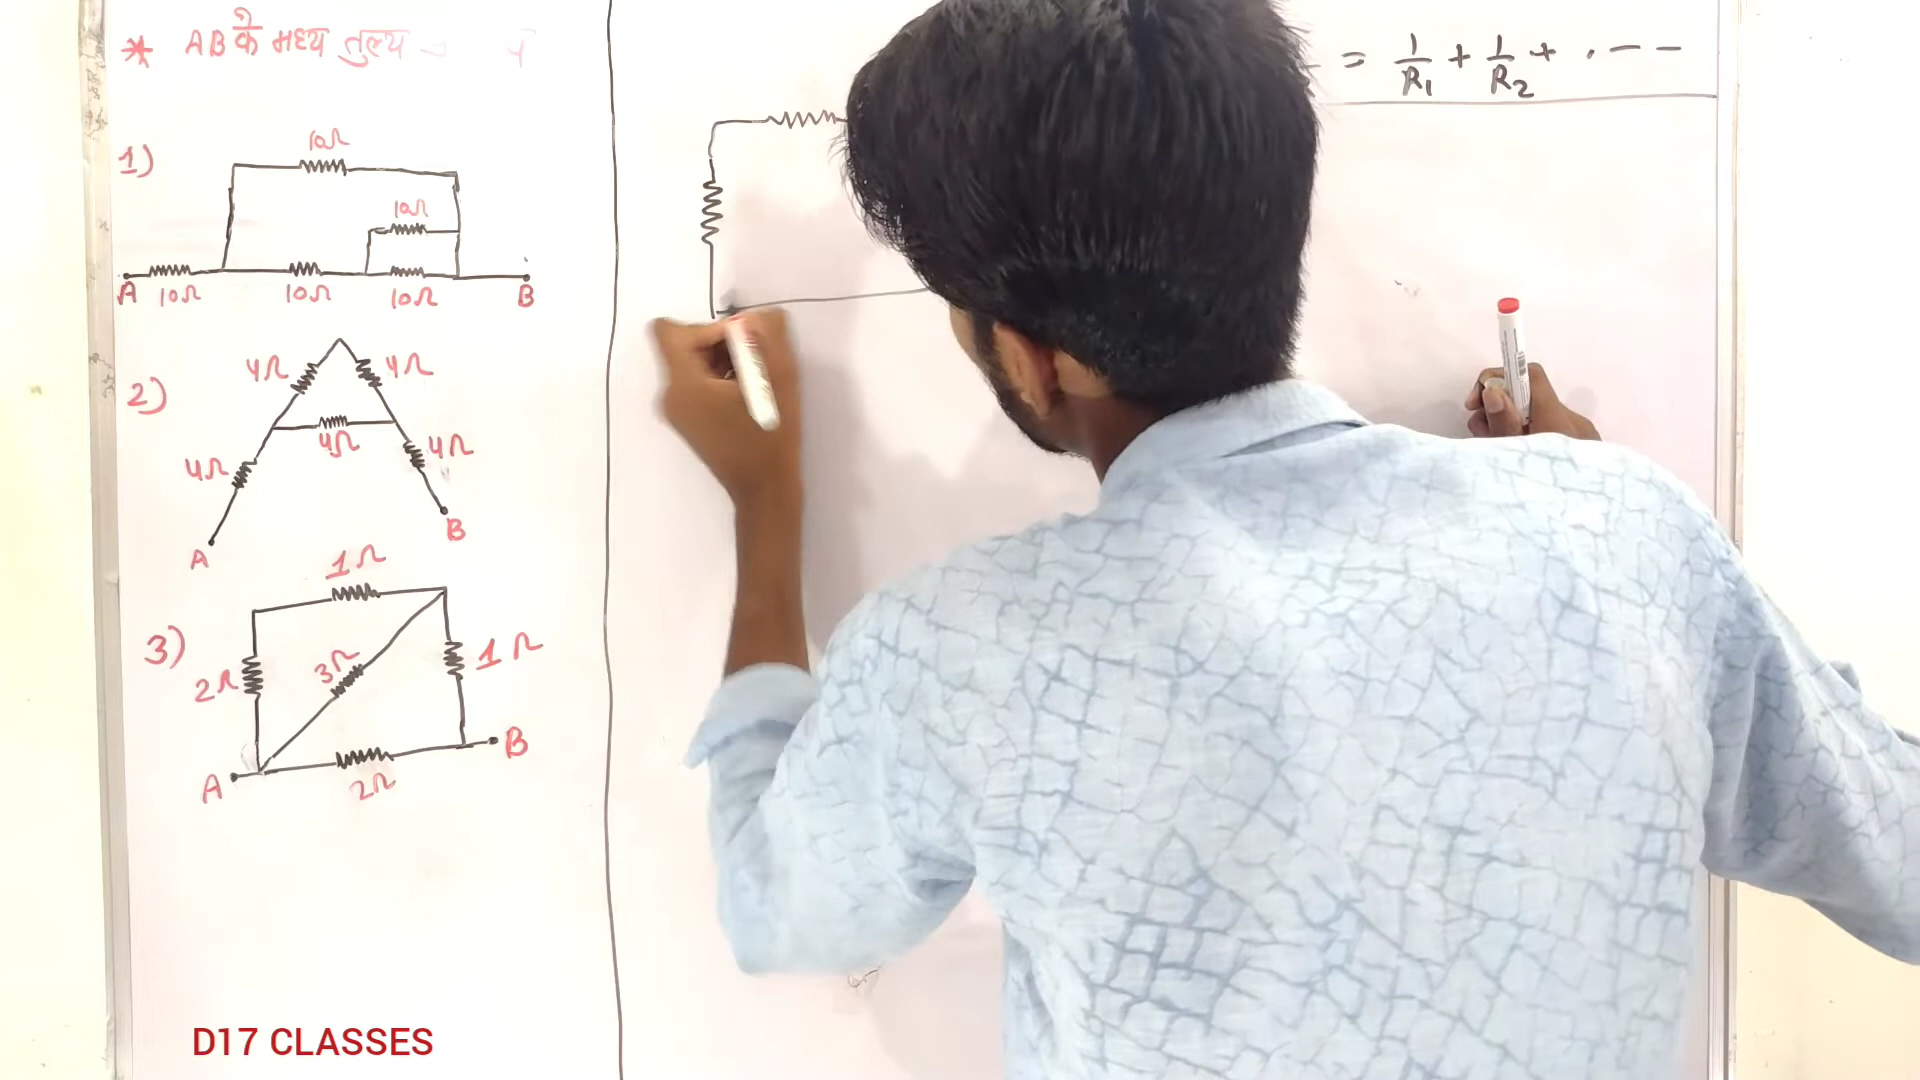 * AB के मध्य तुल्य
= 1/R₁ + 1/R₂ + ....
1)
10Ω
10Ω
A 10Ω 10Ω 10Ω B
2)
4Ω 4Ω
4Ω
4Ω 4Ω
A B
3)
1Ω
2Ω 3Ω 1Ω
A 2Ω B
D17 CLASSES